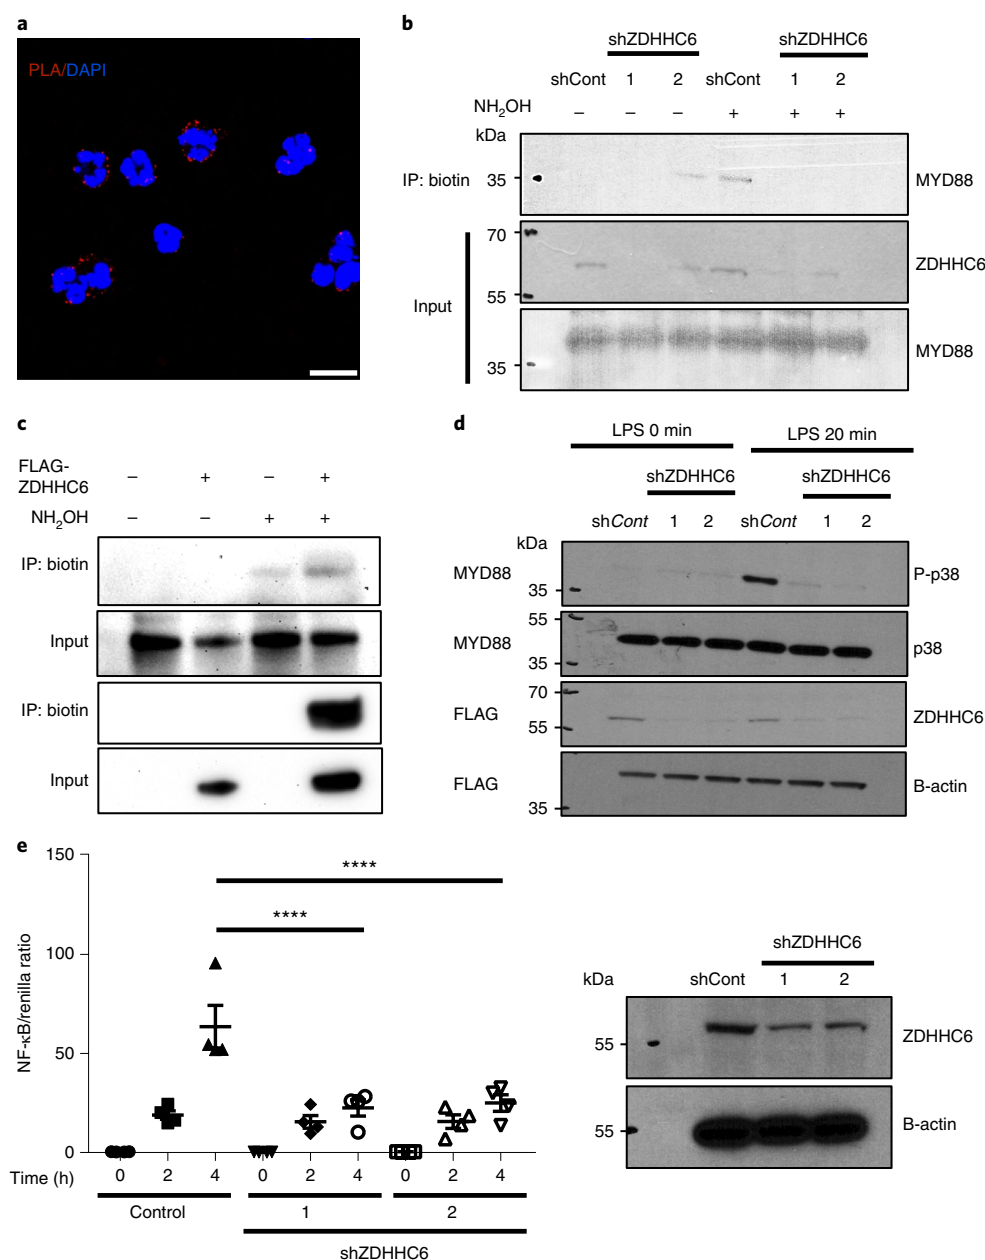 a
PLA/DAPI
b
shZDHHC6 shZDHHC6
shCont 1 2 shCont 1 2
NH2OH – – – + + +
kDa
IP: biotin 35 MYD88
70
ZDHHC6
55
Input
MYD88
35
c
FLAG-
ZDHHC6 – + – +
NH2OH – – + +
IP: biotin MYD88
Input MYD88
IP: biotin FLAG
Input FLAG
d
LPS 0 min LPS 20 min
shZDHHC6 shZDHHC6
shCont 1 2 shCont 1 2
kDa
P-p38
35
55
p38
35
70
ZDHHC6
55
B-actin
35
e
150
100
50
0
NF-κB/renilla ratio
**** 
****
Time (h) 0 2 4 0 2 4 0 2 4
Control 1 2
shZDHHC6
shZDHHC6
kDa shCont 1 2
55 ZDHHC6
55 B-actin